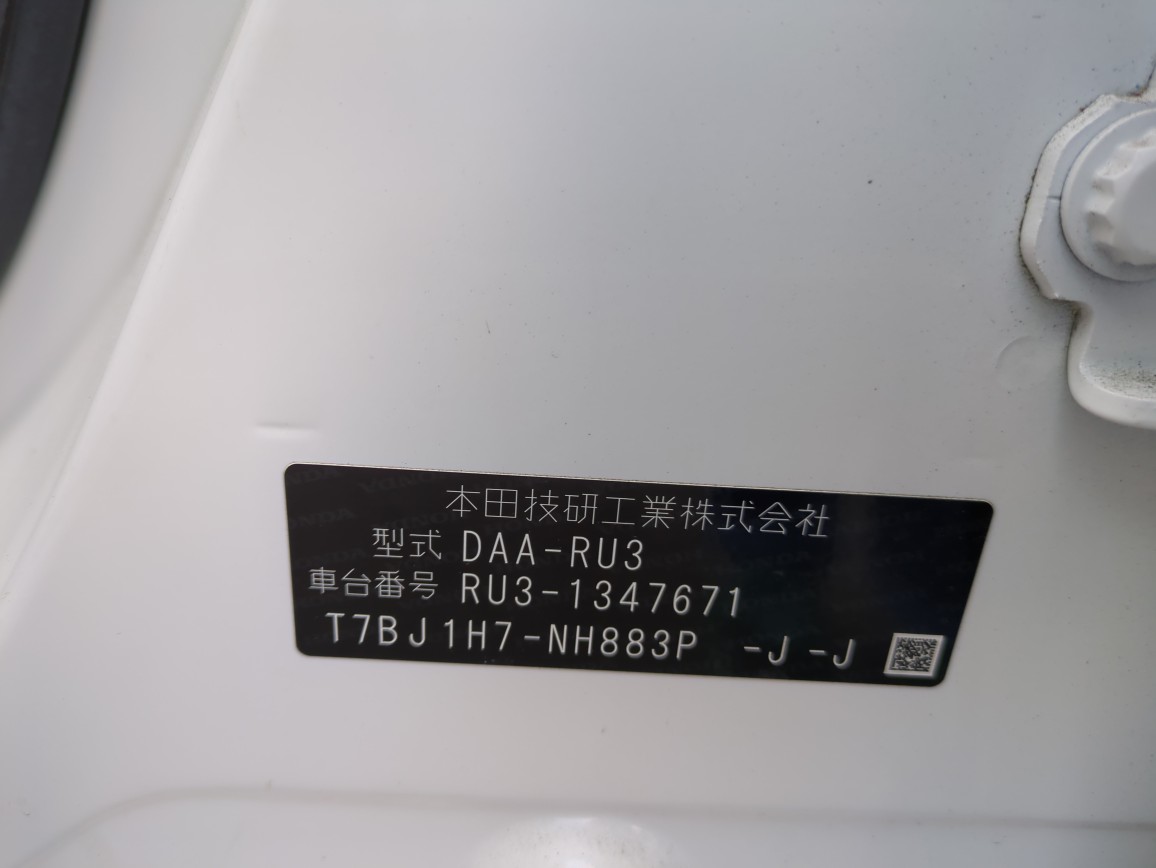 本田技研工業株式会社
型式 DAA-RU3
車台番号 RU3-1347671
T7BJ1H7-NH883P -J -J